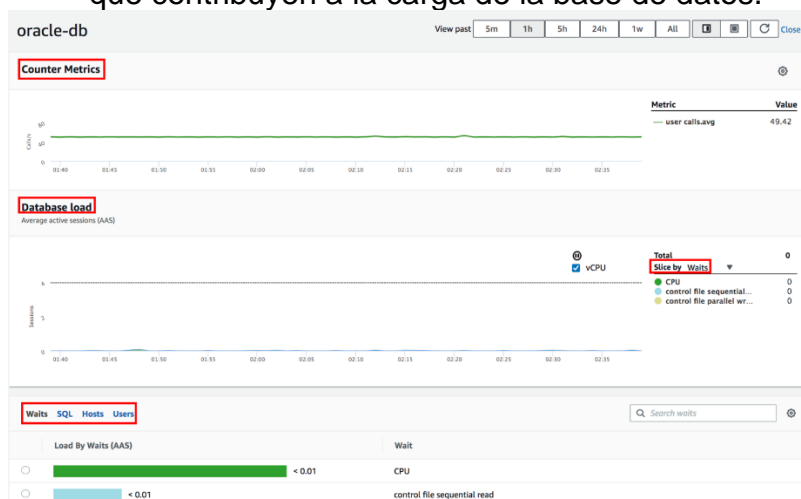 que contribuyen a la carga de la base de datos.
oracle-db View past 5m 1h 5h 24h 1w All Close
Counter Metrics
Metric Value
user calls.avg 49.42
Calls/s
80
40
0
01:40 01:45 01:50 01:55 02:00 02:05 02:10 02:15 02:20 02:25 02:30 02:35
Database load
Average active sessions (AAS)
vCPU
Total 0
Slice by Waits
CPU 0
control file sequential... 0
control file parallel wr... 0
Sessions
0
01:40 01:45 01:50 01:55 02:00 02:05 02:10 02:15 02:20 02:25 02:30 02:35
Waits SQL Hosts Users Search waits
Load By Waits (AAS) Wait
< 0.01 CPU
< 0.01 control file sequential read